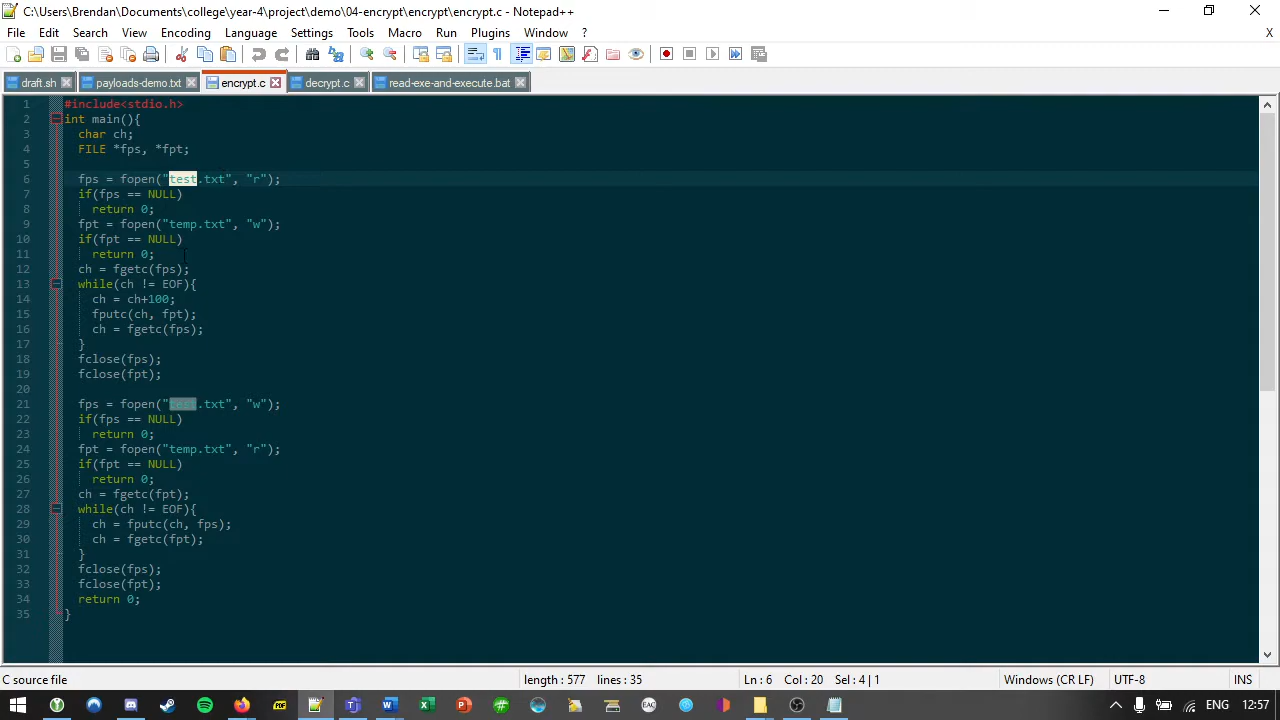 C:\Users\Brendan\documents\college\year-4\project\demo\04-encrypt\encrypt\encrypt.c - Notepad++
File Edit Search View Encoding Language Settings Tools Macro Run Plugins Window ? X
draft.sh payloads-demo.txt encrypt.c decrypt.c read-exe-and-execute.bat
1 #include<stdio.h>
2 int main(){
3 char ch;
4 FILE *fps, *fpt;
5
6 fps = fopen("test.txt", "r");
7 if(fps == NULL)
8 return 0;
9 fpt = fopen("temp.txt", "w");
10 if(fpt == NULL)
11 return 0;
12 ch = fgetc(fps);
13 while(ch != EOF){
14 ch = ch+100;
15 fputc(ch, fpt);
16 ch = fgetc(fps);
17 }
18 fclose(fps);
19 fclose(fpt);
20
21 fps = fopen("test.txt", "w");
22 if(fps == NULL)
23 return 0;
24 fpt = fopen("temp.txt", "r");
25 if(fpt == NULL)
26 return 0;
27 ch = fgetc(fpt);
28 while(ch != EOF){
29 ch = fputc(ch, fps);
30 ch = fgetc(fpt);
31 }
32 fclose(fps);
33 fclose(fpt);
34 return 0;
35 }
C source file length : 577 lines : 35 Ln : 6 Col : 20 Sel : 4 | 1 Windows (CR LF) UTF-8 INS
PDF EAC ENG 12:57